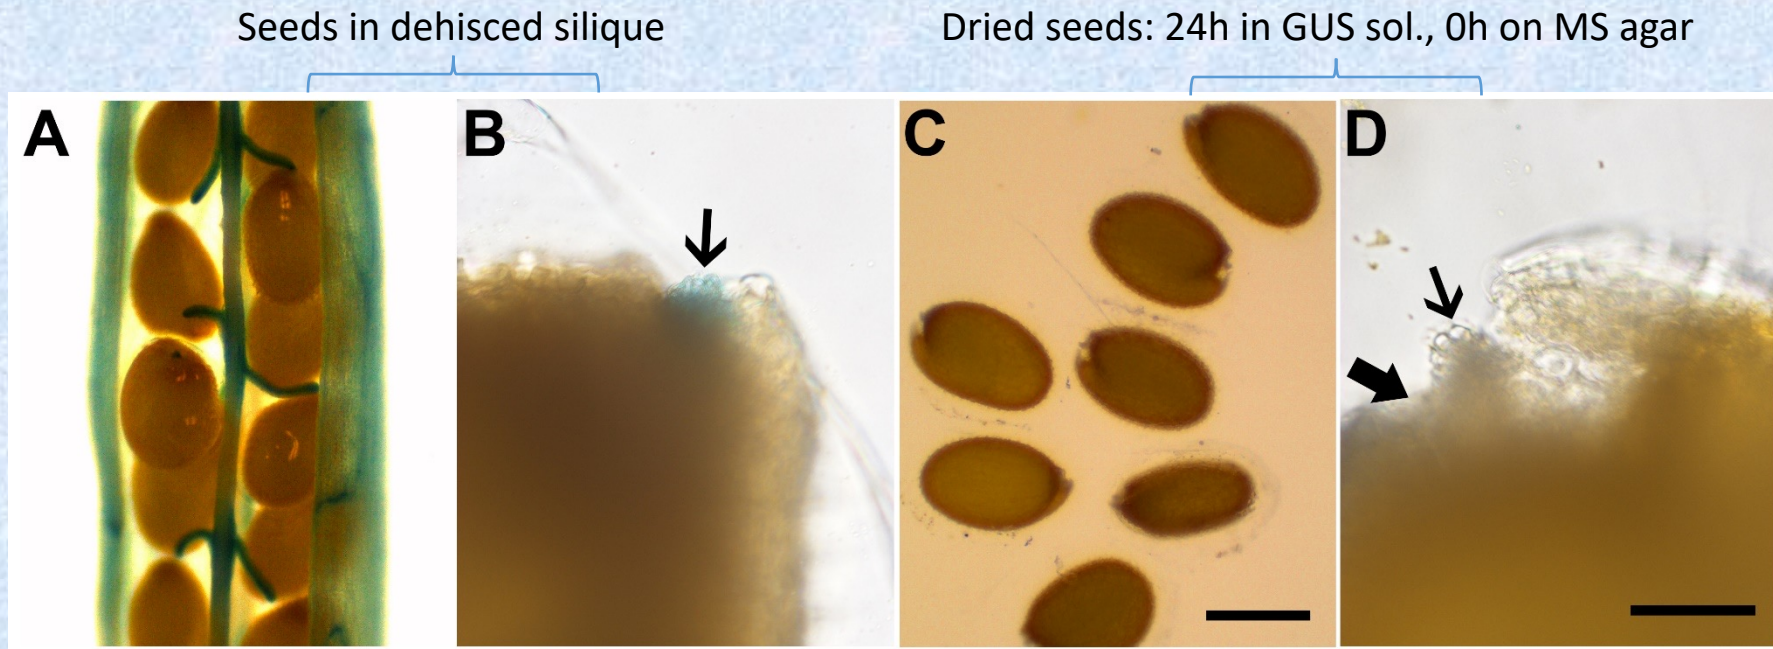 Seeds in dehisced silique
Dried seeds: 24h in GUS sol., 0h on MS agar
A
B
C
D